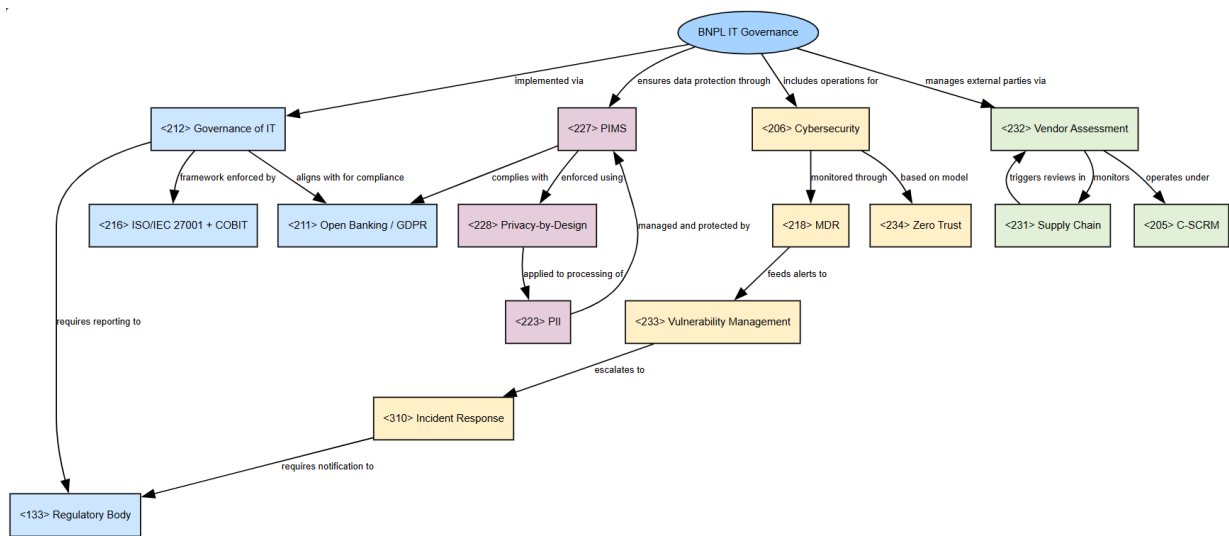 BNPL IT Governance
implemented via
ensures data protection through
includes operations for
manages external parties via
<212> Governance of IT
<227> PIMS
<206> Cybersecurity
<232> Vendor Assessment
framework enforced by
aligns with for compliance
complies with
enforced using
monitored through
based on model
triggers reviews in
monitors
operates under
<216> ISO/IEC 27001 + COBIT
<211> Open Banking / GDPR
<228> Privacy-by-Design
managed and protected by
<218> MDR
<234> Zero Trust
<231> Supply Chain
<205> C-SCRM
applied to processing of
feeds alerts to
requires reporting to
<223> PII
<233> Vulnerability Management
escalates to
<310> Incident Response
requires notification to
<133> Regulatory Body